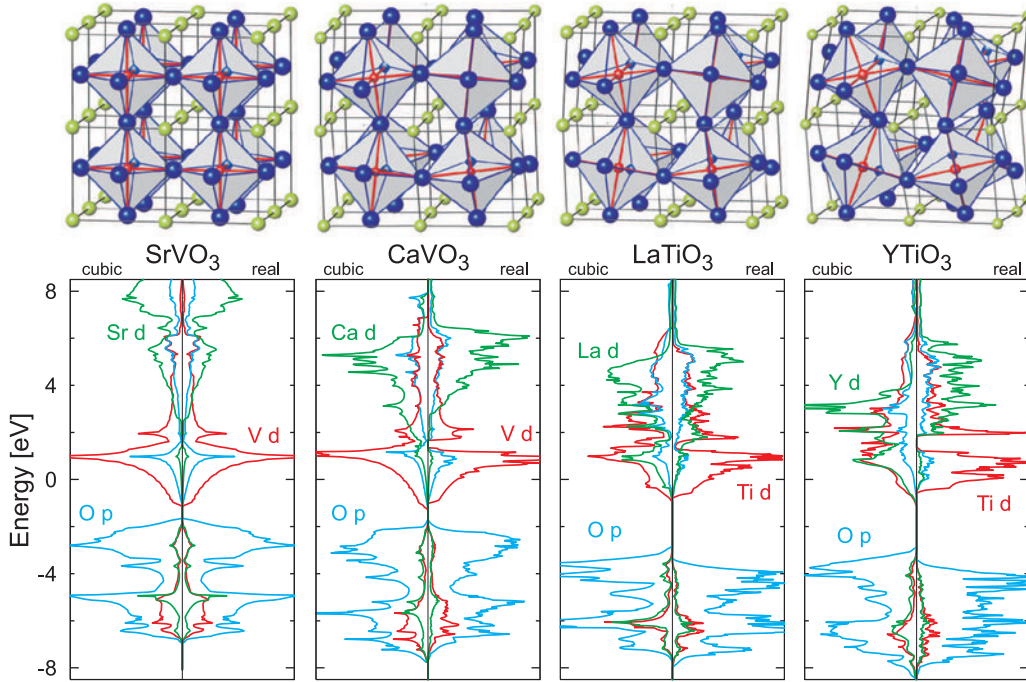 SrVO3 CaVO3 LaTiO3 YTiO3
cubic real cubic real cubic real cubic real
8
4
0
-4
-8
Energy [eV]
Sr d
V d
O p
Ca d
V d
O p
La d
Ti d
O p
Y d
Ti d
O p